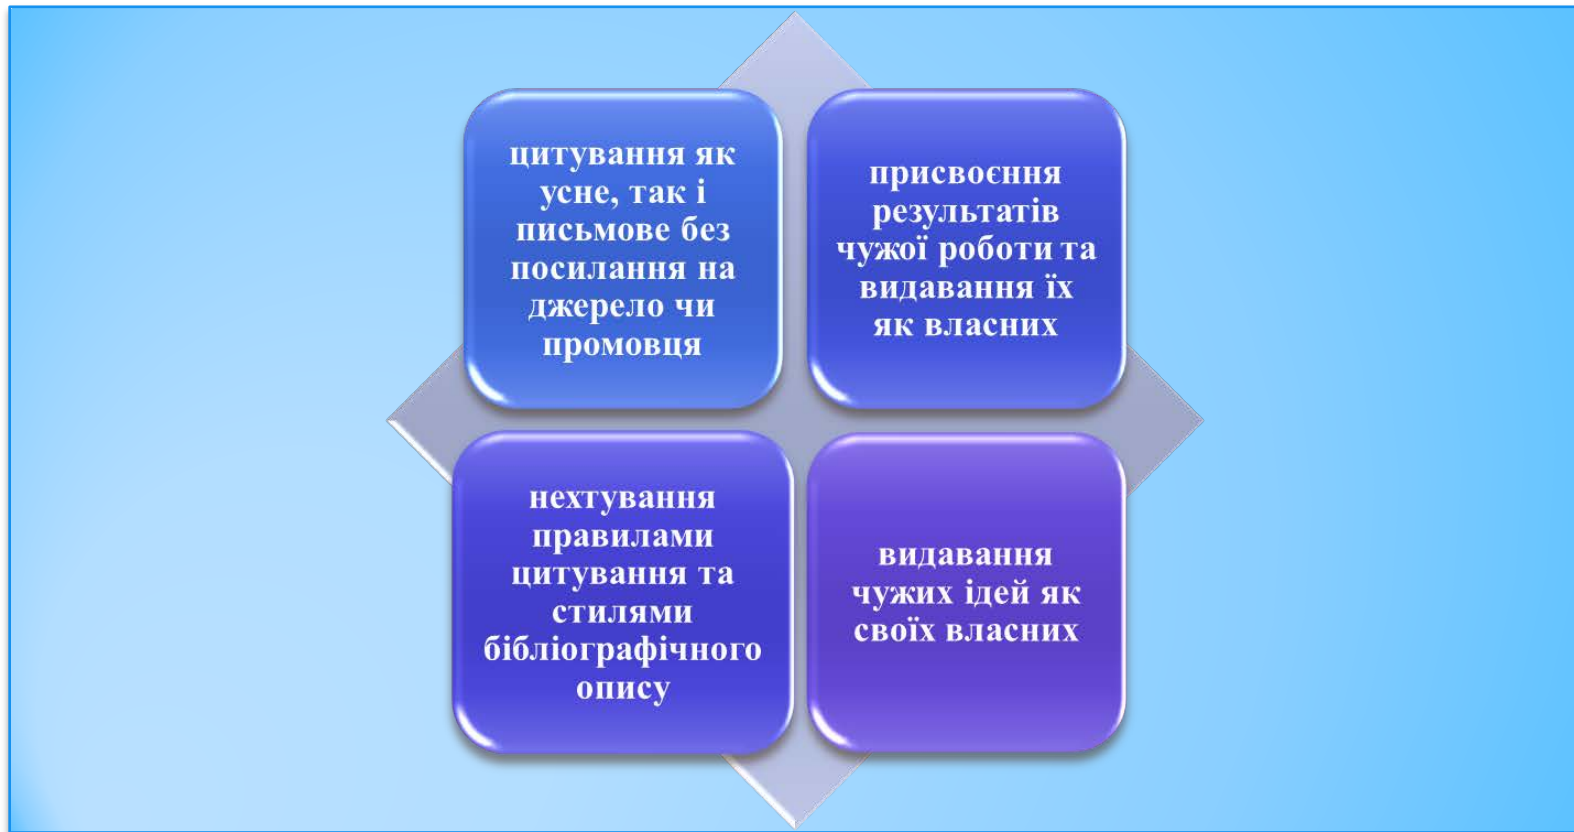 цитування як
усне, так і
письмове без
посилання на
джерело чи
промовця
присвоєння
результатів
чужої роботи та
видавання їх
як власних
нехтування
правилами
цитування та
стилями
бібліографічного
опису
видавання
чужих ідей як
своїх власних